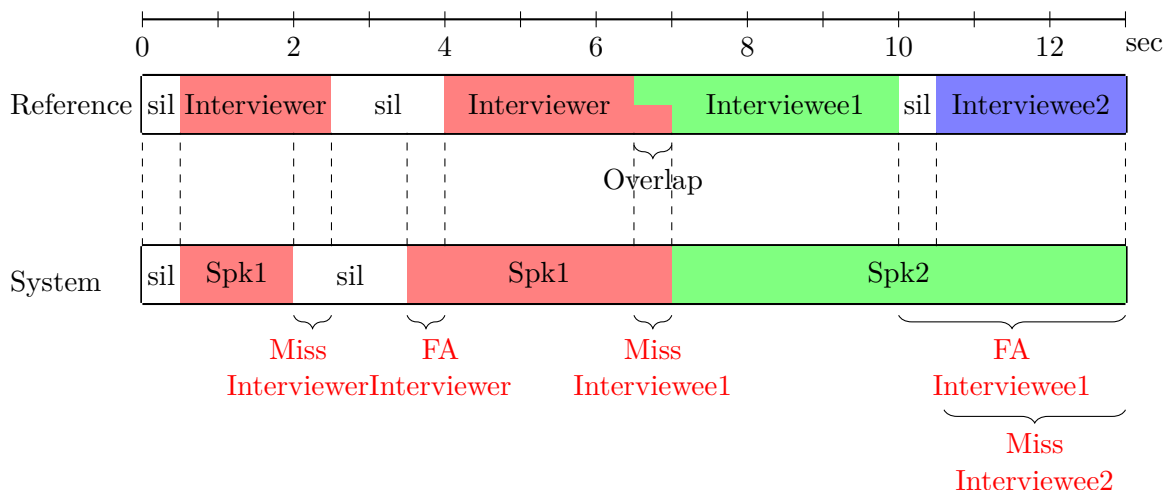 0 2 4 6 8 10 12 sec
Reference sil Interviewer sil Interviewer Interviewee1 sil Interviewee2
Overlap
System sil Spk1 sil Spk1 Spk2
Miss FA Miss FA
Interviewer Interviewer Interviewee1 Interviewee1
Miss
Interviewee2